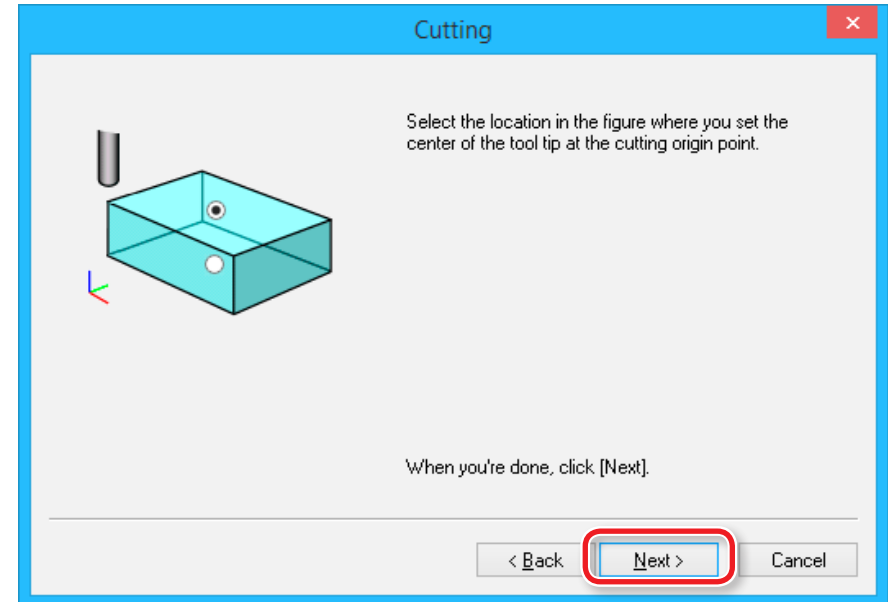 Cutting
Select the location in the figure where you set the
center of the tool tip at the cutting origin point.
When you're done, click [Next].
< Back
Next >
Cancel